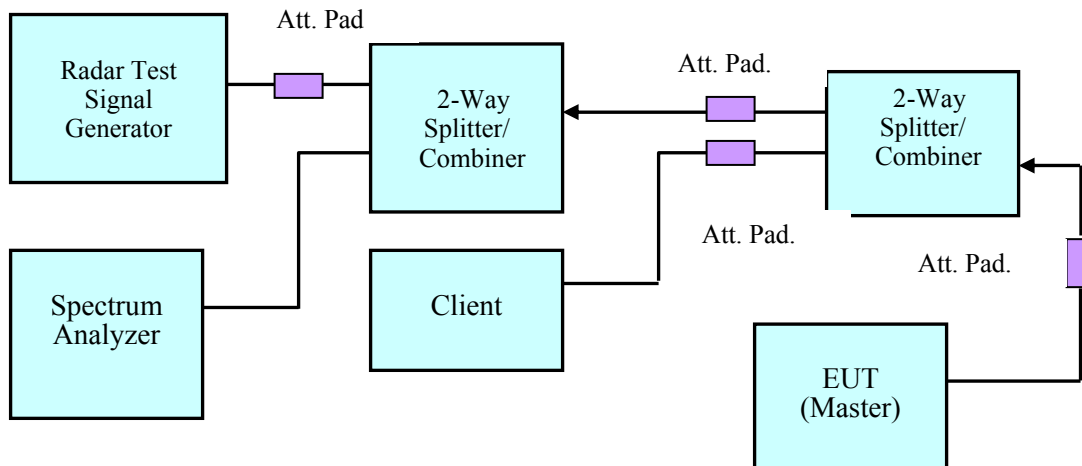 Att. Pad
Radar Test
Signal
Generator
2-Way
Splitter/
Combiner
Att. Pad.
2-Way
Splitter/
Combiner
Att. Pad.
Att. Pad.
Spectrum
Analyzer
Client
EUT
(Master)